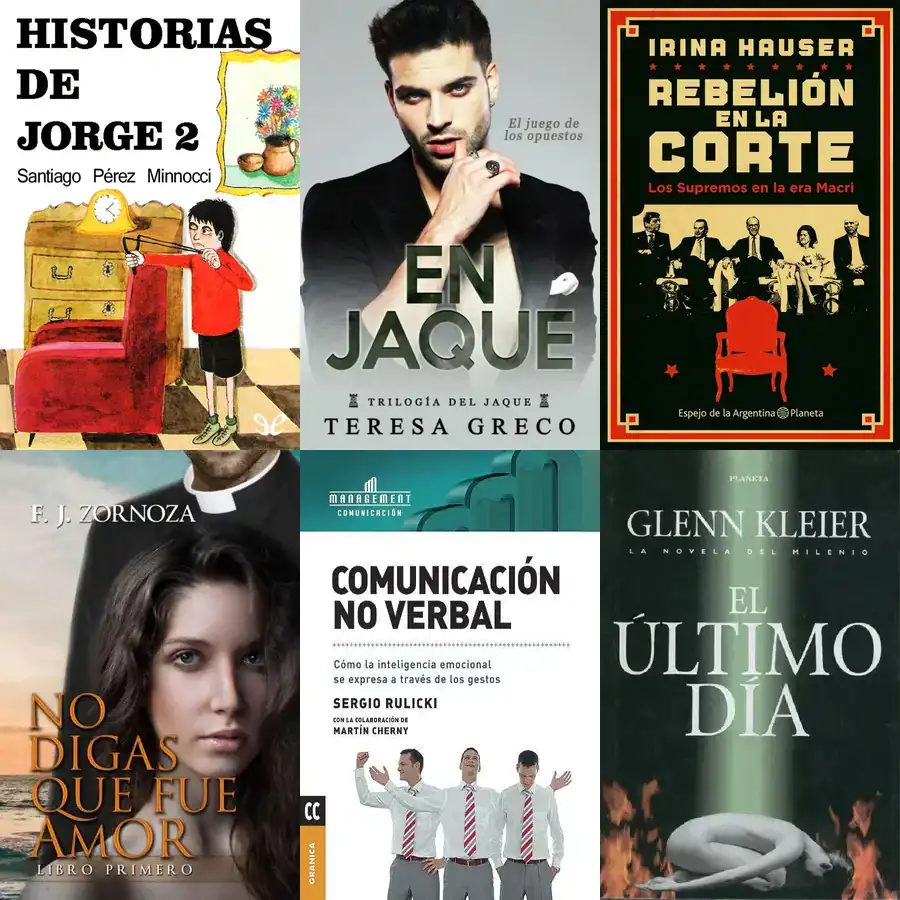 HISTORIAS
DE
JORGE 2
Santiago Pérez Minnocci
El juego de
los opuestos
EN
JAQUE
TRILOGÍA DEL JAQUE
TERESA GRECO
IRINA HAUSER
REBELIÓN
EN LA
CORTE
Los Supremos en la era Macri
Espejo de la Argentina Planeta
F. J. ZORNOZA
NO
DIGAS
QUE FUE
AMOR
LIBRO PRIMERO
MANAGEMENT
COMUNICACIÓN
COMUNICACIÓN
NO VERBAL
Cómo la inteligencia emocional
se expresa a través de los gestos
SERGIO RULICKI
CON LA COLABORACIÓN DE
MARTÍN CHERNY
CC
GRANICA
PLANETA
GLENN KLEIER
LA NOVELA DEL MILENIO
EL
ÚLTIMO
DÍA